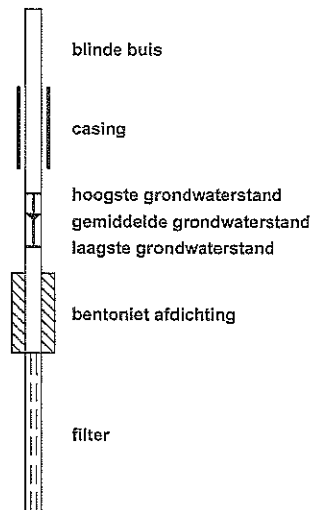 blinde buis
casing
hoogste grondwaterstand
gemiddelde grondwaterstand
laagste grondwaterstand
bentoniet afdichting
filter